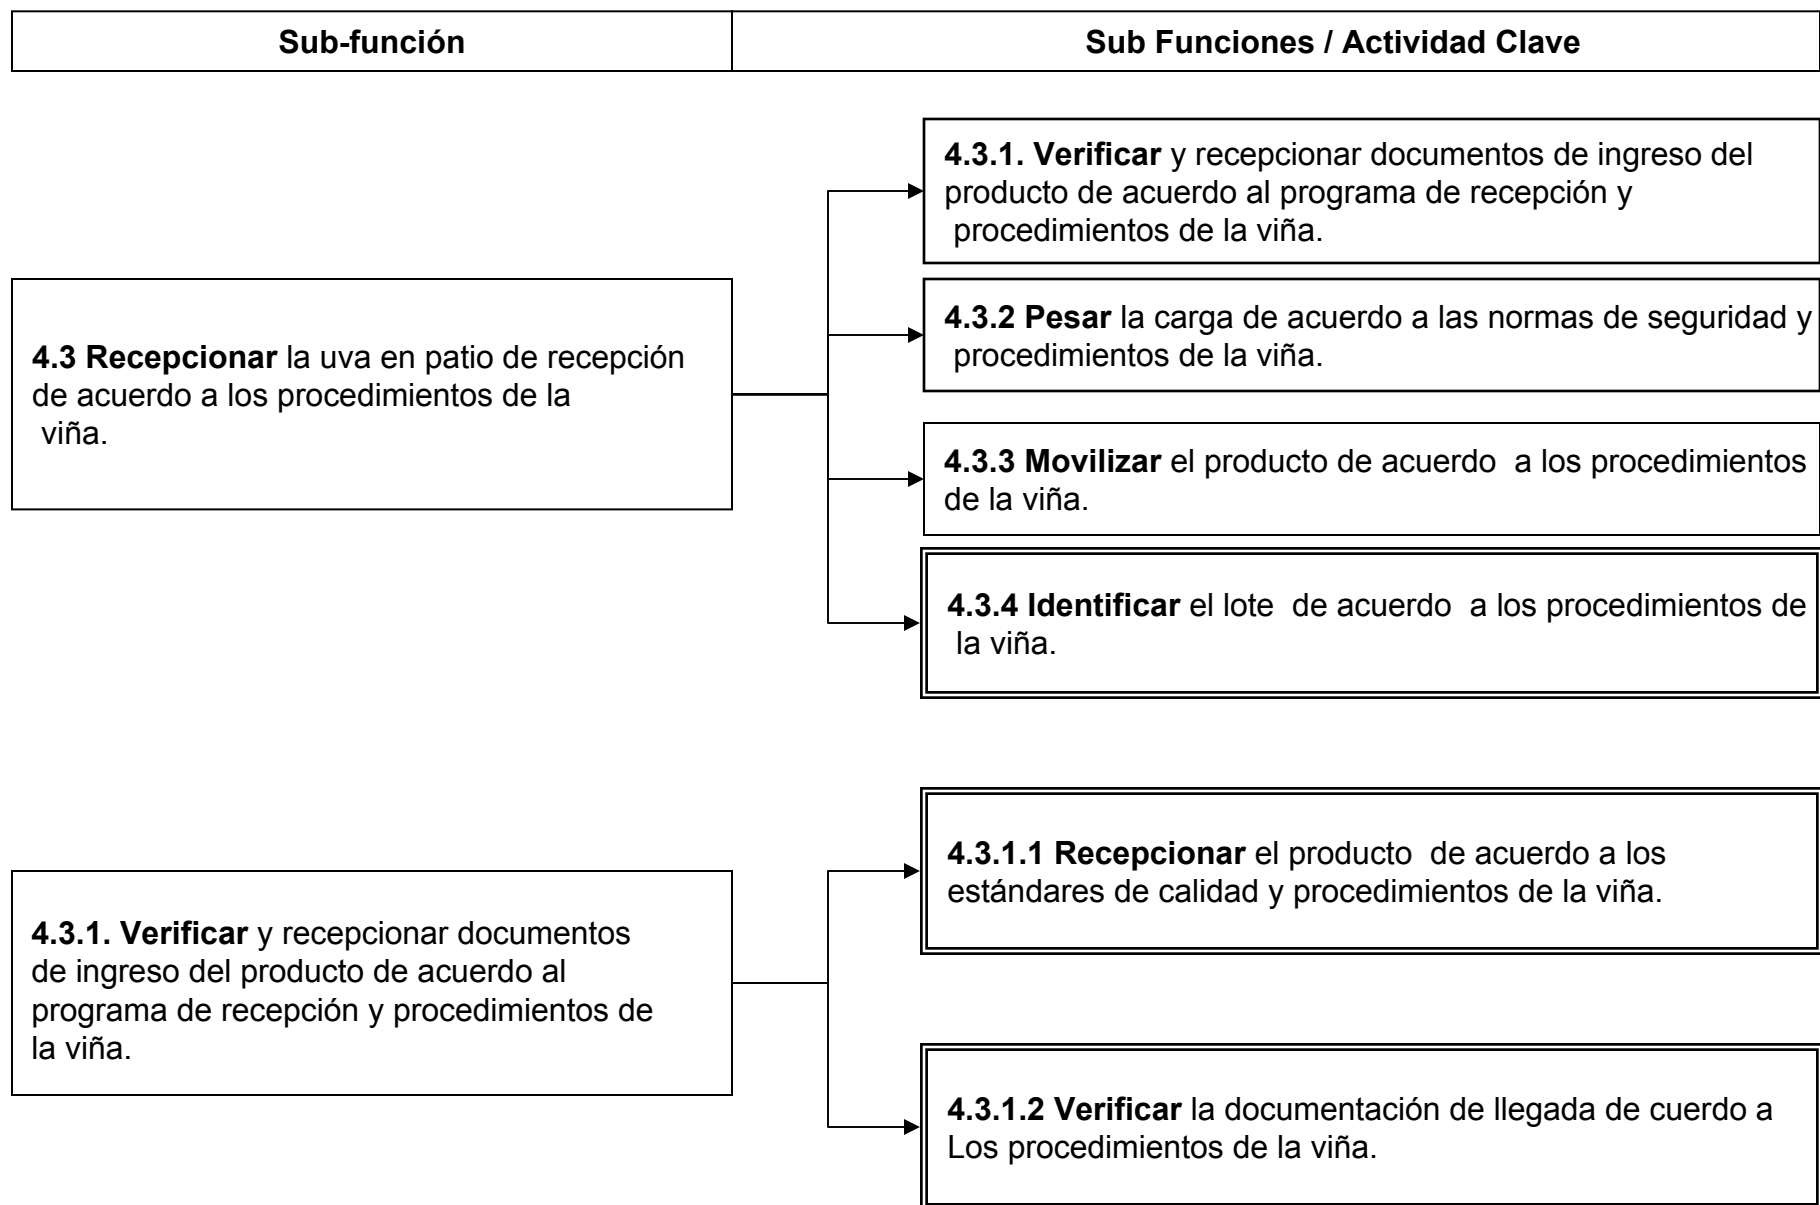 Sub-función
Sub Funciones / Actividad Clave
4.3 Recepcionar la uva en patio de recepción
de acuerdo a los procedimientos de la
viña.
4.3.1. Verificar y recepcionar documentos de ingreso del
producto de acuerdo al programa de recepción y
procedimientos de la viña.
4.3.2 Pesar la carga de acuerdo a las normas de seguridad y
procedimientos de la viña.
4.3.3 Movilizar el producto de acuerdo  a los procedimientos
de la viña.
4.3.4 Identificar el lote  de acuerdo  a los procedimientos de
la viña.
4.3.1. Verificar y recepcionar documentos
de ingreso del producto de acuerdo al
programa de recepción y procedimientos de
la viña.
4.3.1.1 Recepcionar el producto  de acuerdo a los
estándares de calidad y procedimientos de la viña.
4.3.1.2 Verificar la documentación de llegada de cuerdo a
Los procedimientos de la viña.